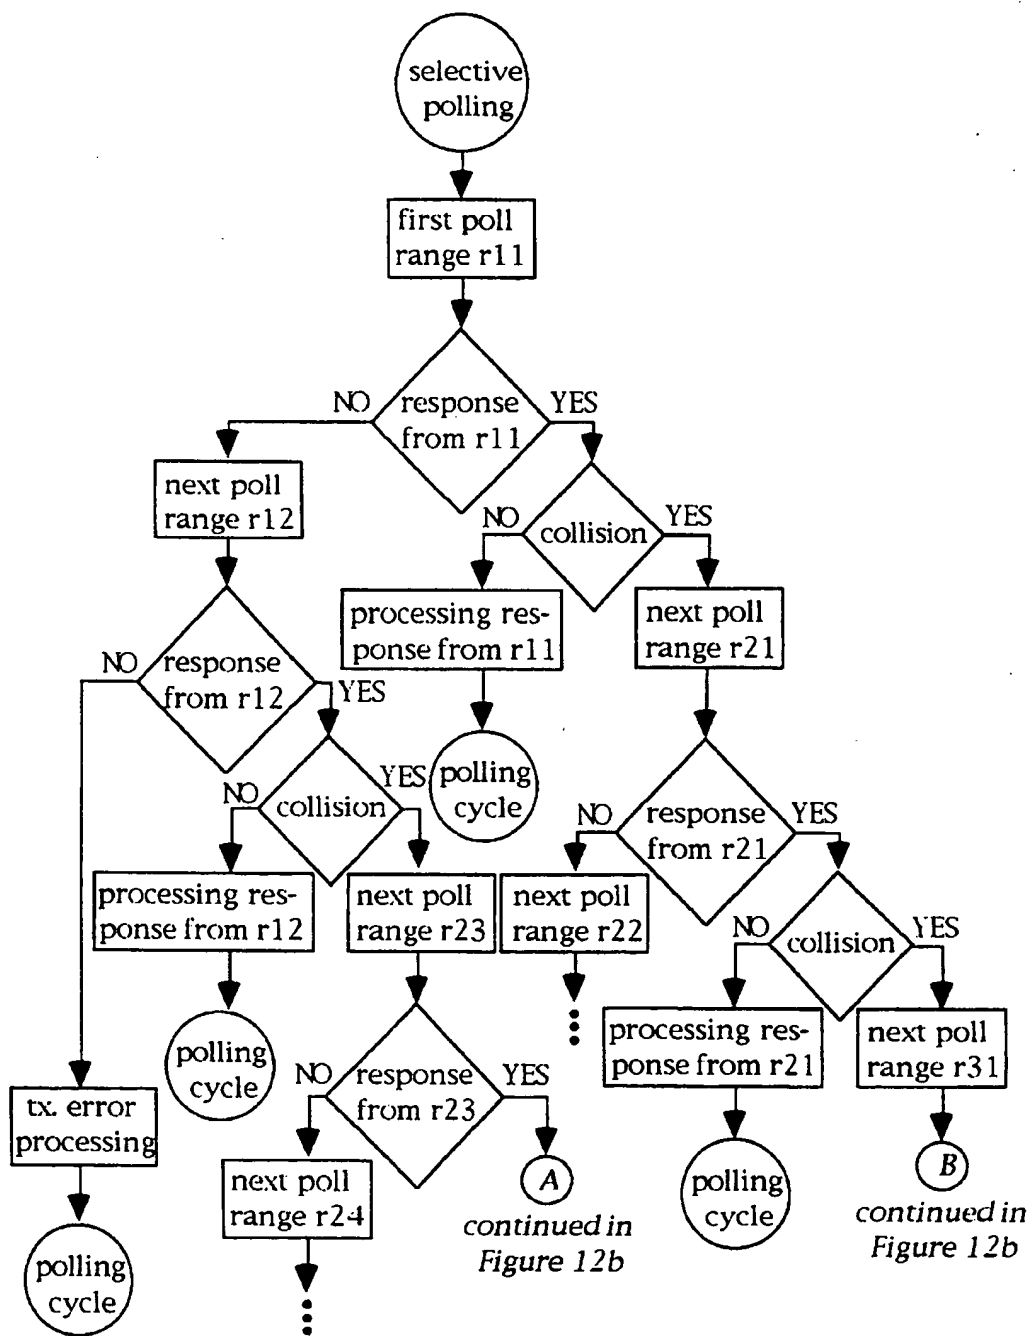 selective
polling
first poll
range r11
NO
response
from r11
YES
next poll
range r12
NO
collision
YES
processing res-
ponse from r11
next poll
range r21
NO
response
from r12
YES
polling
cycle
NO
collision
YES
NO
response
from r21
YES
processing res-
ponse from r12
next poll
range r23
next poll
range r22
NO
collision
YES
polling
cycle
NO
response
from r23
YES
processing res-
ponse from r21
next poll
range r31
tx. error
processing
next poll
range r24
A
continued in
Figure 12b
polling
cycle
B
continued in
Figure 12b
polling
cycle